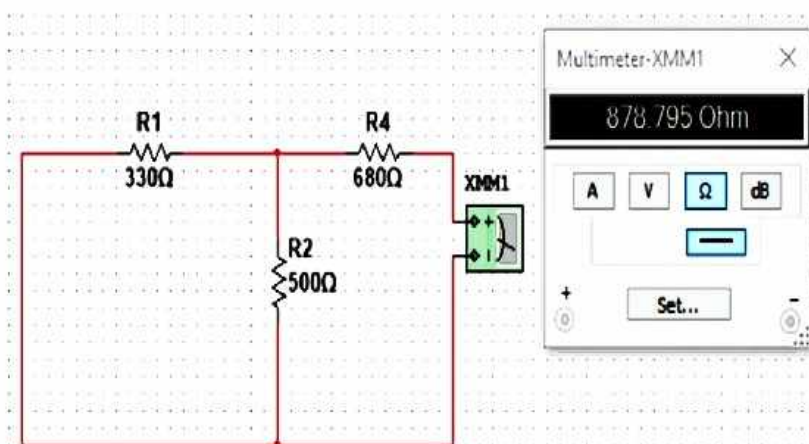 Multimeter-XMM1
878.795 Ohm
R1
330Ω
R4
680Ω
XMM1
R2
500Ω
A V Ω dB
+ −
Set...